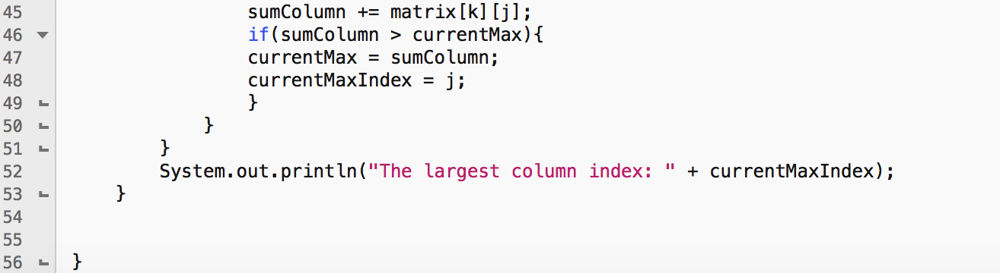 45 sumColumn += matrix[k][j];
46 if(sumColumn > currentMax){
47 currentMax = sumColumn;
48 currentMaxIndex = j;
49 }
50 }
51 }
52 System.out.println("The largest column index: " + currentMaxIndex);
53 }
54
55
56 }